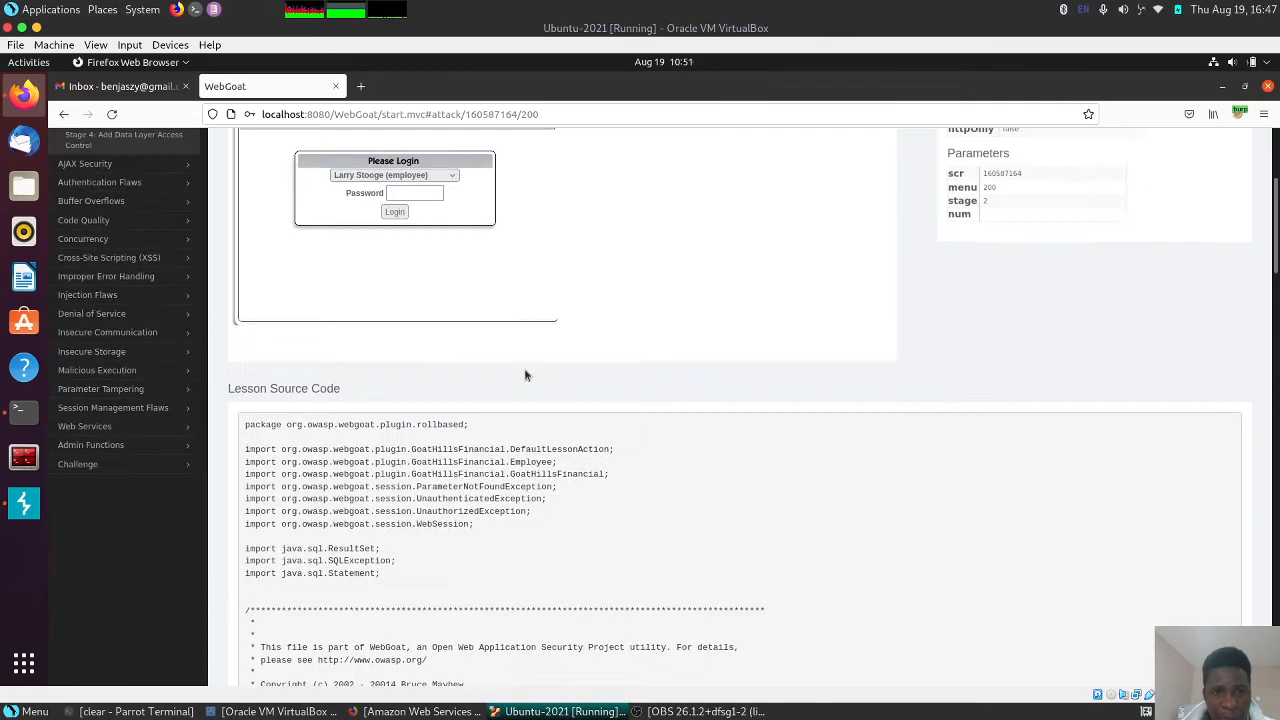 Applications Places System EN Thu Aug 19, 16:47
Ubuntu-2021 [Running] - Oracle VM VirtualBox
File Machine View Input Devices Help
Activities Firefox Web Browser Aug 19 10:51
Inbox - benjaszy@gmail.c × WebGoat × +
localhost:8080/WebGoat/start.mvc#attack/160587164/200 burp
Stage 4: Add Data Layer Access
Control
AJAX Security
Authentication Flaws
Buffer Overflows
Code Quality
Concurrency
Cross-Site Scripting (XSS)
Improper Error Handling
Injection Flaws
Denial of Service
Insecure Communication
Insecure Storage
Malicious Execution
Parameter Tampering
Session Management Flaws
Web Services
Admin Functions
Challenge
Please Login
Larry Stooge (employee)
Password
Login
httpOnly false
Parameters
scr 160587164
menu 200
stage 2
num
Lesson Source Code
package org.owasp.webgoat.plugin.rollbased;
import org.owasp.webgoat.plugin.GoatHillsFinancial.DefaultLessonAction;
import org.owasp.webgoat.plugin.GoatHillsFinancial.Employee;
import org.owasp.webgoat.plugin.GoatHillsFinancial.GoatHillsFinancial;
import org.owasp.webgoat.session.ParameterNotFoundException;
import org.owasp.webgoat.session.UnauthenticatedException;
import org.owasp.webgoat.session.UnauthorizedException;
import org.owasp.webgoat.session.WebSession;
import java.sql.ResultSet;
import java.sql.SQLException;
import java.sql.Statement;
/***************************************************************************************************
*
*
* This file is part of WebGoat, an Open Web Application Security Project utility. For details,
* please see http://www.owasp.org/
*
* Copyright (c) 2002 - 20014 Bruce Mayhew
Menu [clear - Parrot Terminal] [Oracle VM VirtualBox ... [Amazon Web Services ... Ubuntu-2021 [Running]... [OBS 26.1.2+dfsg1-2 (li...